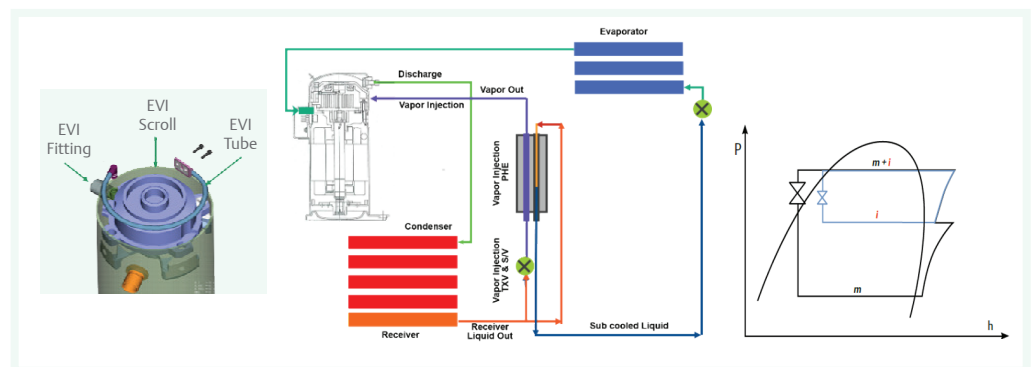 EVI
Fitting
EVI
Scroll
EVI
Tube
Evaporator
Discharge
Vapor Out
Vapor Injection
Vapor Injection
PHE
Condenser
Vapor Injection
TXV & S/V
Receiver
Receiver
Liquid Out
Sub cooled Liquid
P
m + i
i
m
h